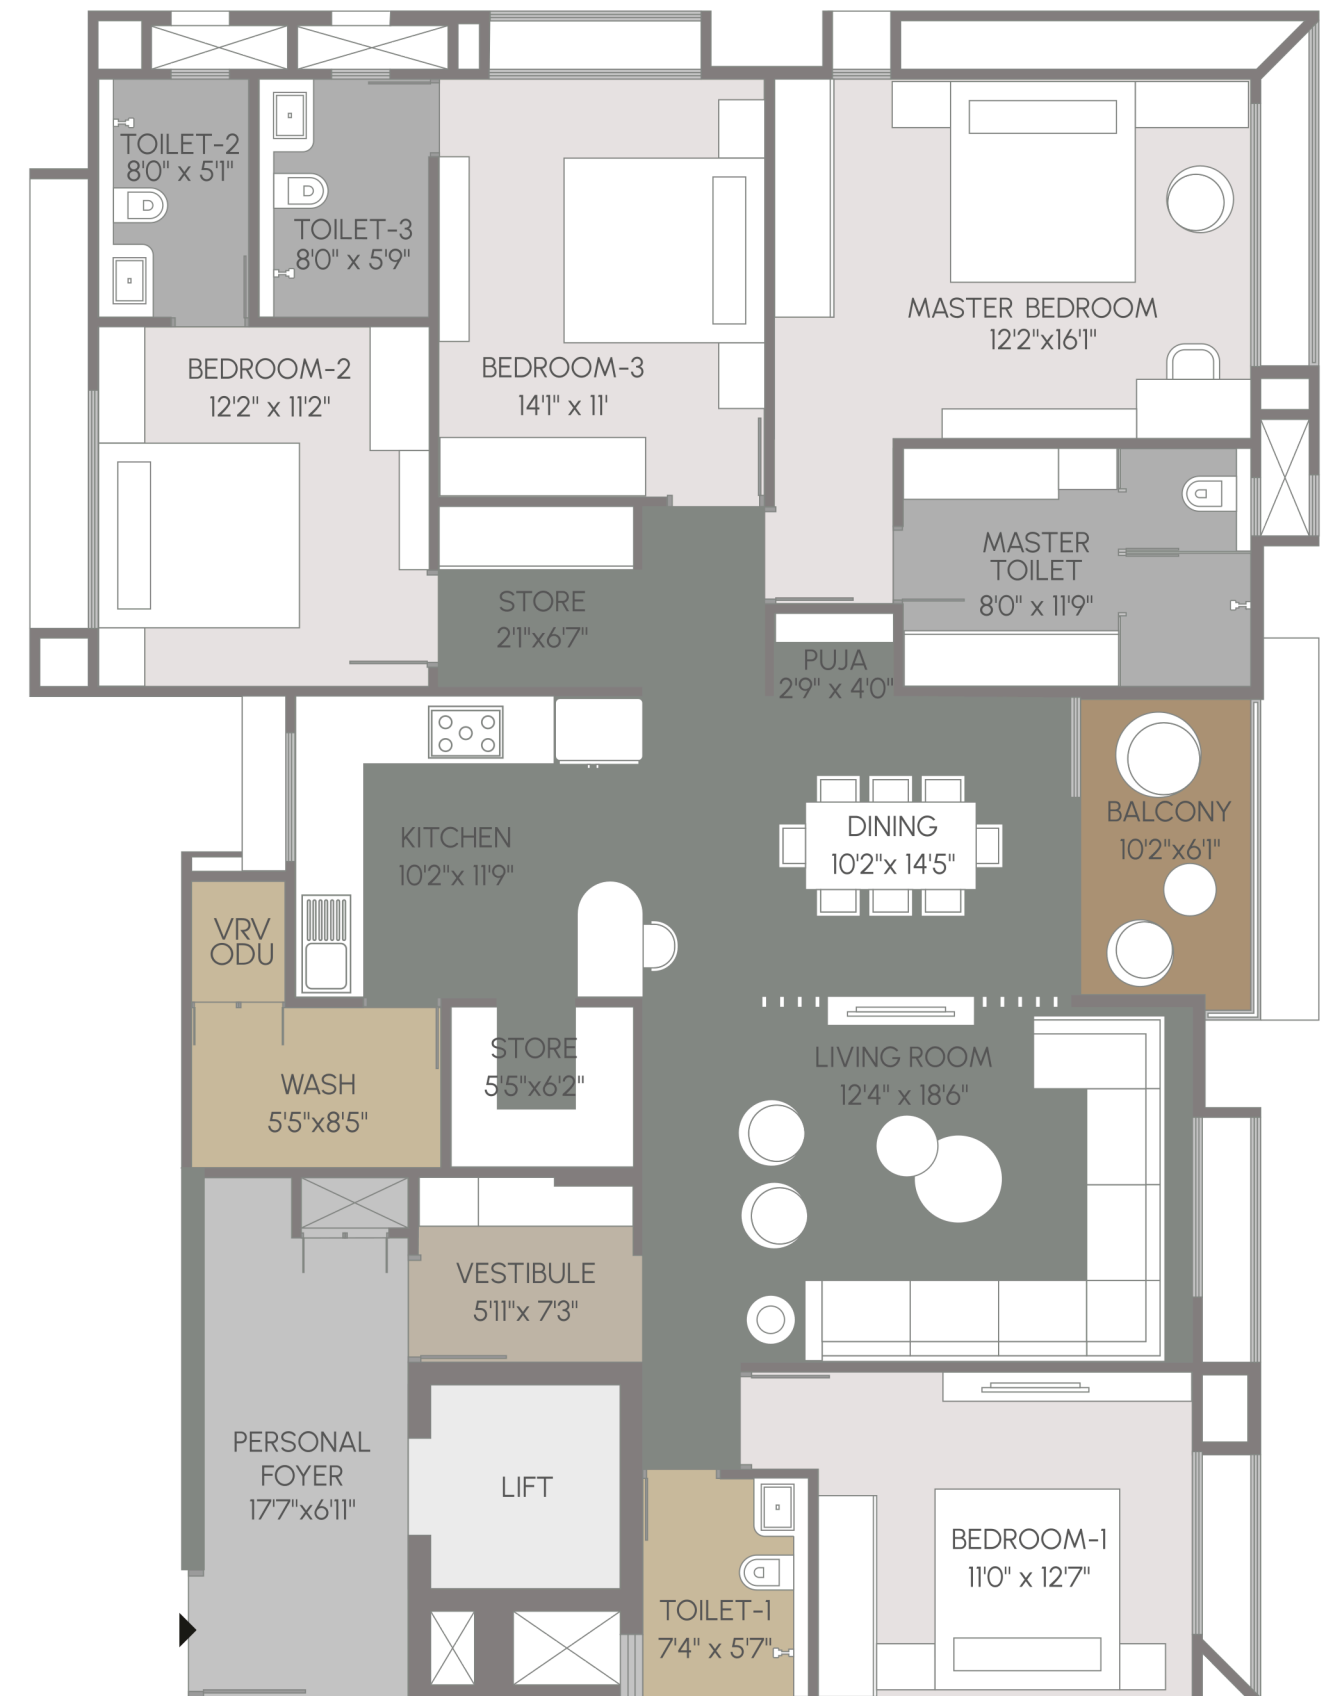 TOILET-2
8'0" x 5'1"
TOILET-3
8'0" x 5'9"
MASTER BEDROOM
12'2"x16'1"
BEDROOM-2
12'2" x 11'2"
BEDROOM-3
14'1" x 11'
MASTER
TOILET
8'0" x 11'9"
STORE
2'1"x6'7"
PUJA
2'9" x 4'0"
KITCHEN
10'2"x 11'9"
DINING
10'2"x 14'5"
BALCONY
10'2"x6'1"
VRV
ODU
WASH
5'5"x8'5"
STORE
5'5"x6'2"
LIVING ROOM
12'4" x 18'6"
VESTIBULE
5'11"x 7'3"
PERSONAL
FOYER
17'7"x6'11"
LIFT
BEDROOM-1
11'0" x 12'7"
TOILET-1
7'4" x 5'7"